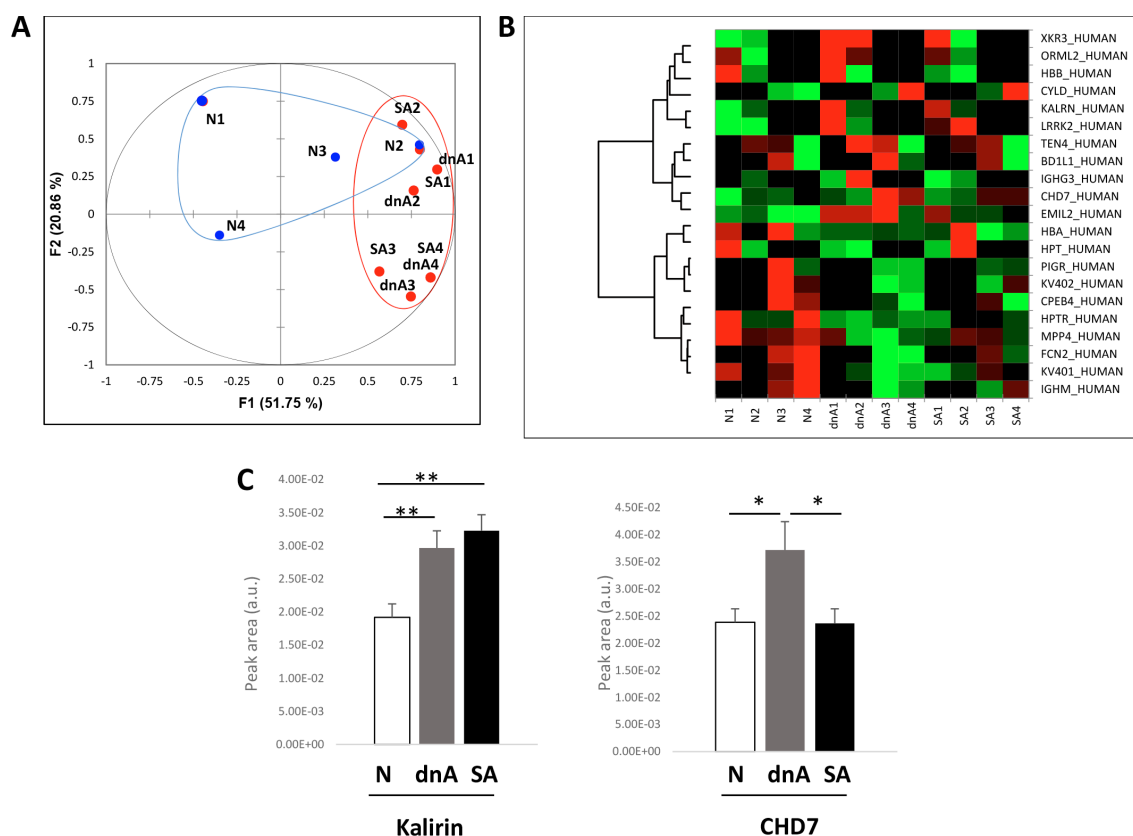 A
F2 (20.86 %)
1
0.75
0.5
0.25
0
-0.25
-0.5
-0.75
-1
N1
N3
N4
SA2
N2
dnA1
SA1
dnA2
SA3
SA4
dnA4
dnA3
-1 -0.75 -0.5 -0.25 0 0.25 0.5 0.75 1
F1 (51.75 %)
B
XKR3_HUMAN
ORML2_HUMAN
HBB_HUMAN
CYLD_HUMAN
KALRN_HUMAN
LRRK2_HUMAN
TEN4_HUMAN
BD1L1_HUMAN
IGHG3_HUMAN
CHD7_HUMAN
EMIL2_HUMAN
HBA_HUMAN
HPT_HUMAN
PIGR_HUMAN
KV402_HUMAN
CPEB4_HUMAN
HPTR_HUMAN
MPP4_HUMAN
FCN2_HUMAN
KV401_HUMAN
IGHM_HUMAN
N1 N2 N3 N4 dnA1 dnA2 dnA3 dnA4 SA1 SA2 SA3 SA4
C
Peak area (a.u.)
4.00E-02
3.50E-02
3.00E-02
2.50E-02
2.00E-02
1.50E-02
1.00E-02
5.00E-03
0.00E+00
**
**
N dnA SA
Kalirin
Peak area (a.u.)
4.50E-02
4.00E-02
3.50E-02
3.00E-02
2.50E-02
2.00E-02
1.50E-02
1.00E-02
5.00E-03
0.00E+00
* *
N dnA SA
CHD7